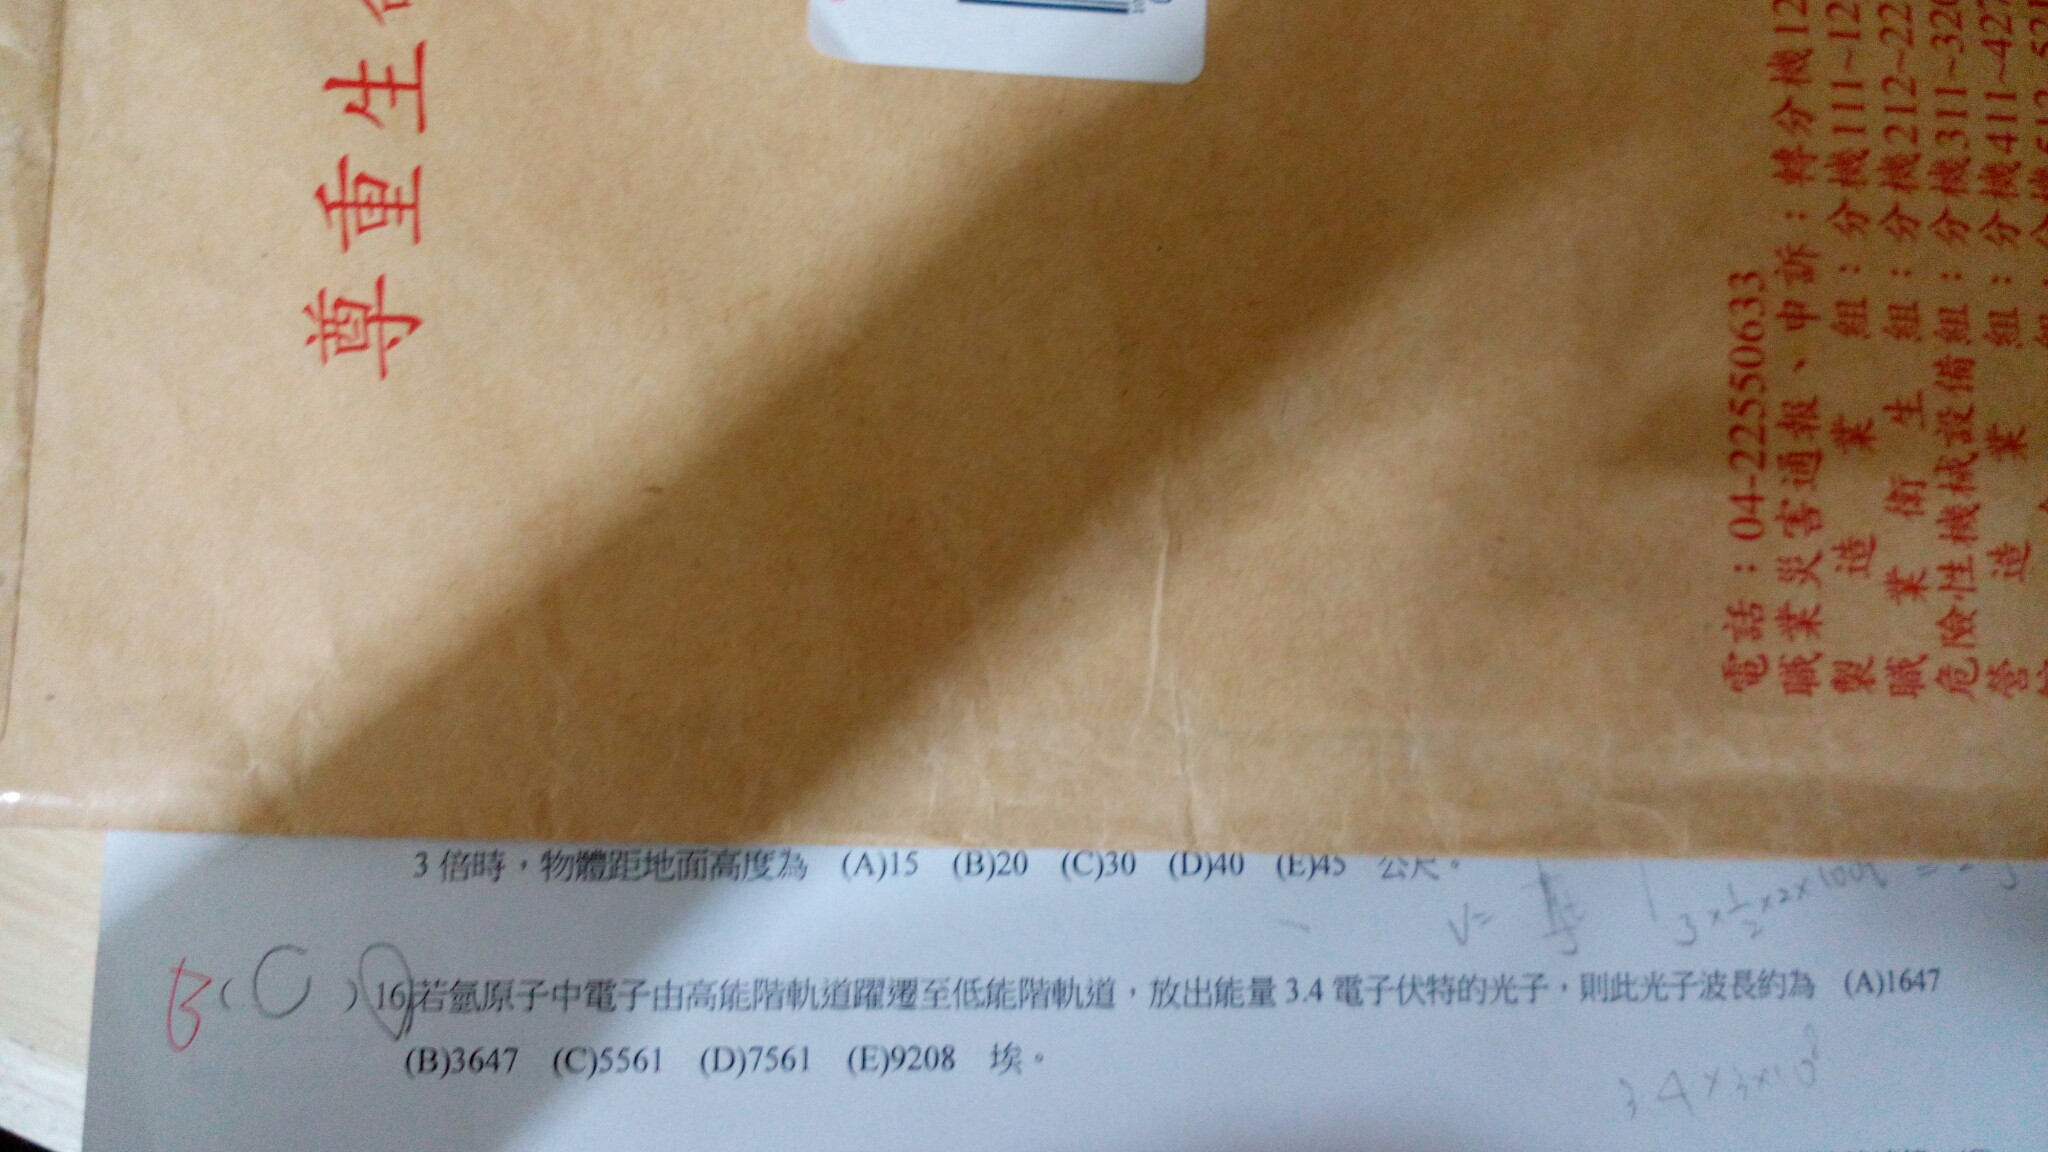 尊重生
電話：04-22550633
職業災害通報、申訴：轉分機12
製造業組：分機111~12
職業衛生組：分機212~22
危險性機械設備組：分機311~320
營造業組：分機411~427
3 倍時，物體距地面高度為 (A)15 (B)20 (C)30 (D)40 (E)45 公尺。
V=
3×1/2×2×100
B ( C ) 16.若氫原子中電子由高能階軌道躍遷至低能階軌道，放出能量 3.4 電子伏特的光子，則此光子波長約為 (A)1647
(B)3647 (C)5561 (D)7561 (E)9208 埃。
3.4×3×10⁸